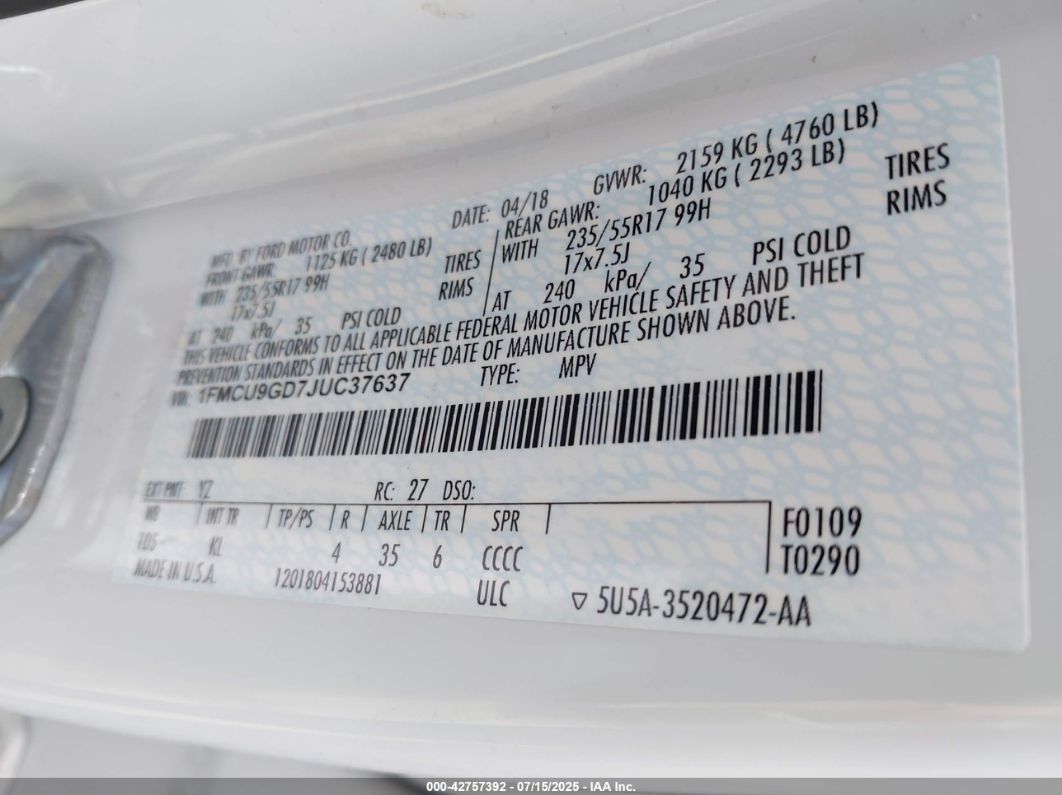 MFD. BY FORD MOTOR CO.
DATE: 04/18 GVWR: 2159 KG ( 4760 LB)
FRONT GAWR: 1125 KG ( 2480 LB) REAR GAWR: 1040 KG ( 2293 LB)
WITH 235/55R17 99H TIRES WITH 235/55R17 99H TIRES
17x7.5J RIMS 17x7.5J RIMS
AT 240 kPa/ 35 PSI COLD AT 240 kPa/ 35 PSI COLD
THIS VEHICLE CONFORMS TO ALL APPLICABLE FEDERAL MOTOR VEHICLE SAFETY AND THEFT
PREVENTION STANDARDS IN EFFECT ON THE DATE OF MANUFACTURE SHOWN ABOVE.
VIN: 1FMCU9GD7JUC37637 TYPE: MPV
EXT PNT: YZ RC: 27 DSO:
WB INT TR TP/PS R AXLE TR SPR F0109
105 KL 4 35 6 CCCC T0290
MADE IN U.S.A. 1201804153881 ULC ▽ 5U5A-3520472-AA
000-42757392 - 07/15/2025 - IAA Inc.